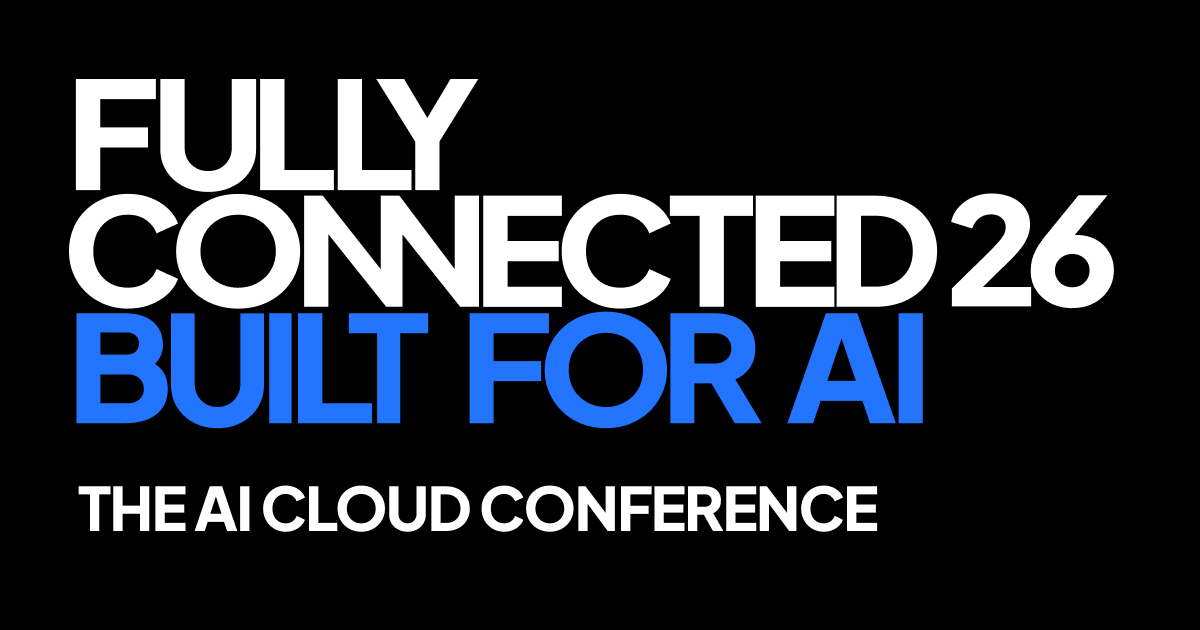 FULLY
CONNECTED 26
BUILT FOR AI
THE AI CLOUD CONFERENCE